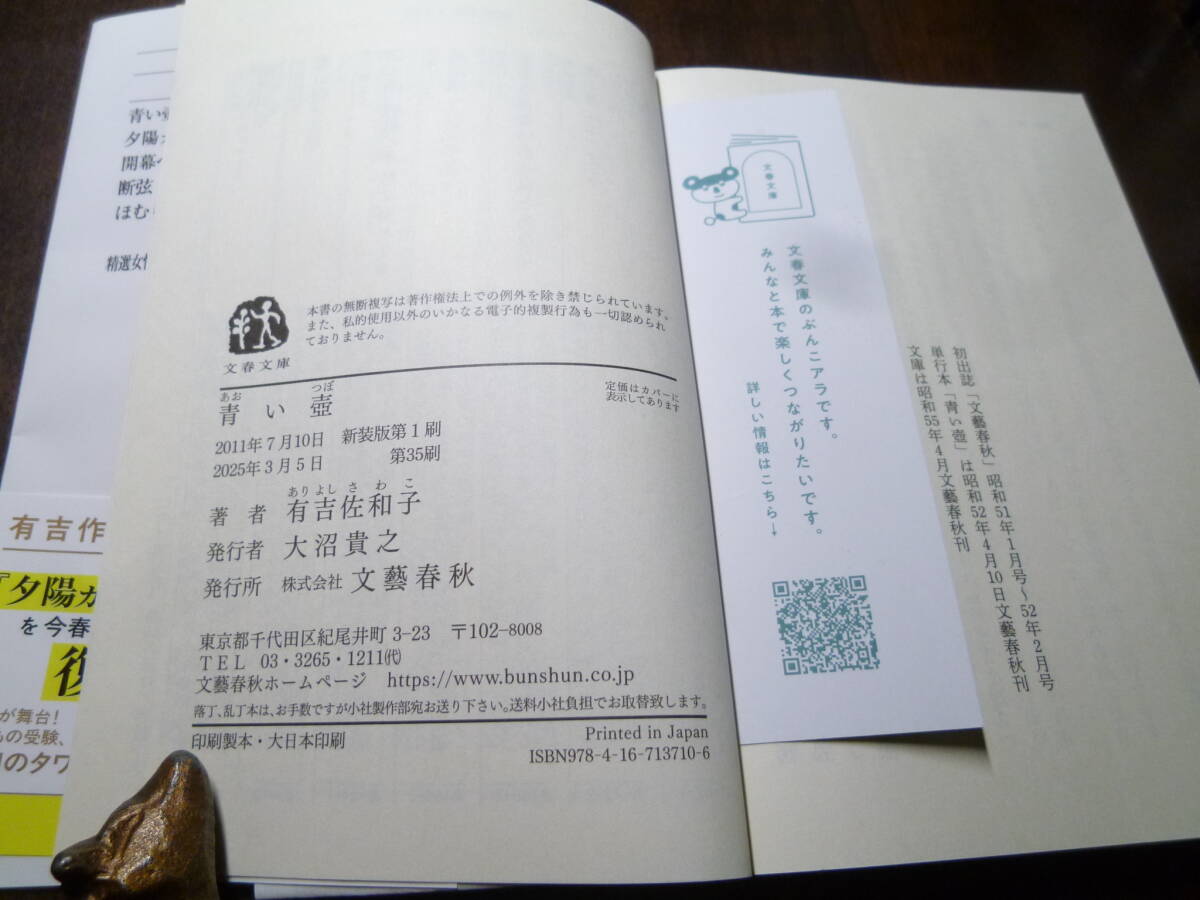 青い壺
夕陽カ
開幕ベ
断弦
ほむ
精選女性
有吉作
『夕陽カ
を今春
復
が舞台！
もの受験、
のタワ
文春文庫
本書の無断複写は著作権法上での例外を除き禁じられています。
また、私的使用以外のいかなる電子的複製行為も一切認められ
ておりません。
あお つぼ
青い壺
定価はカバーに
表示してあります
2011年7月10日 新装版第1刷
2025年3月5日 第35刷
ありよしさわこ
著者 有吉佐和子
発行者 大沼貴之
発行所 株式会社 文藝春秋
東京都千代田区紀尾井町 3-23 〒102-8008
TEL 03・3265・1211㈹
文藝春秋ホームページ https://www.bunshun.co.jp
落丁、乱丁本は、お手数ですが小社製作部宛お送り下さい。送料小社負担でお取替致します。
印刷製本・大日本印刷
Printed in Japan
ISBN978-4-16-713710-6
文春文庫
文春文庫のぶんこアラです。
みんなと本で楽しくつながりたいです。
詳しい情報はこちら→
初出誌 「文藝春秋」昭和51年1月号〜52年2月号
単行本 「青い壺」は昭和52年4月10日文藝春秋刊
文庫は昭和55年4月文藝春秋刊